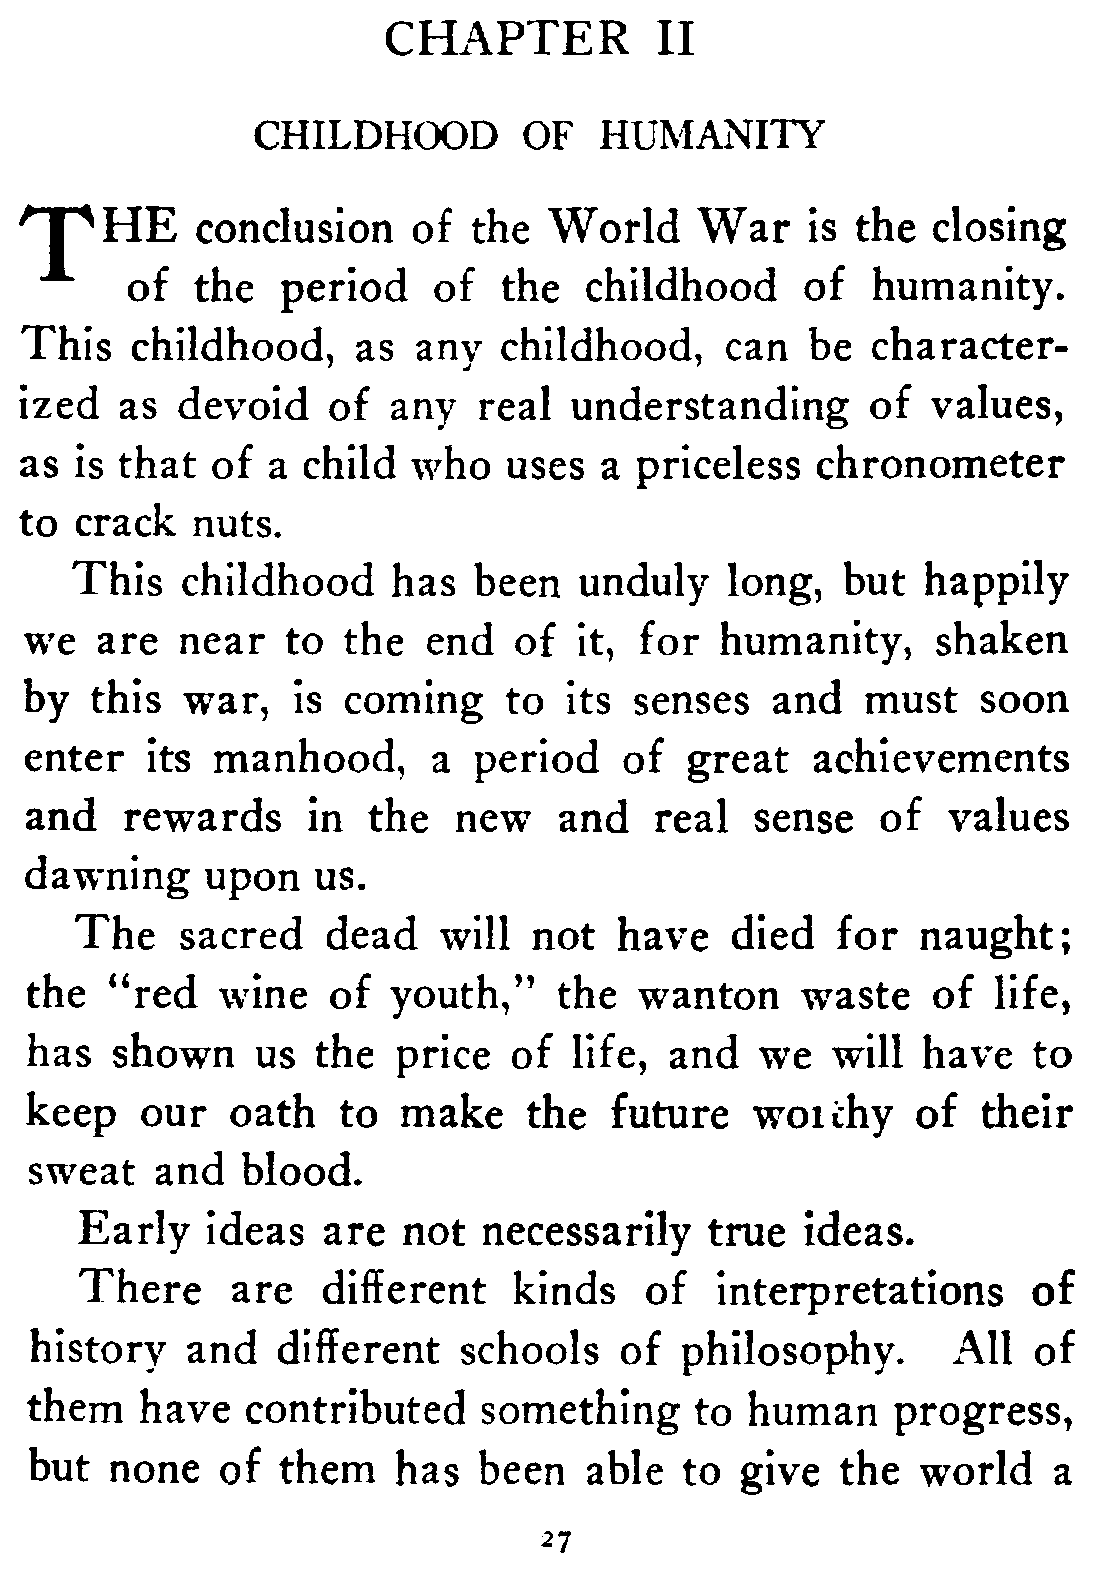 CHAPTER II
CHILDHOOD OF HUMANITY
THE conclusion of the World War is the closing
of the period of the childhood of humanity.
This childhood, as any childhood, can be character-
ized as devoid of any real understanding of values,
as is that of a child who uses a priceless chronometer
to crack nuts.
This childhood has been unduly long, but happily
we are near to the end of it, for humanity, shaken
by this war, is coming to its senses and must soon
enter its manhood, a period of great achievements
and rewards in the new and real sense of values
dawning upon us.
The sacred dead will not have died for naught;
the “red wine of youth,” the wanton waste of life,
has shown us the price of life, and we will have to
keep our oath to make the future worthy of their
sweat and blood.
Early ideas are not necessarily true ideas.
There are different kinds of interpretations of
history and different schools of philosophy. All of
them have contributed something to human progress,
but none of them has been able to give the world a
27